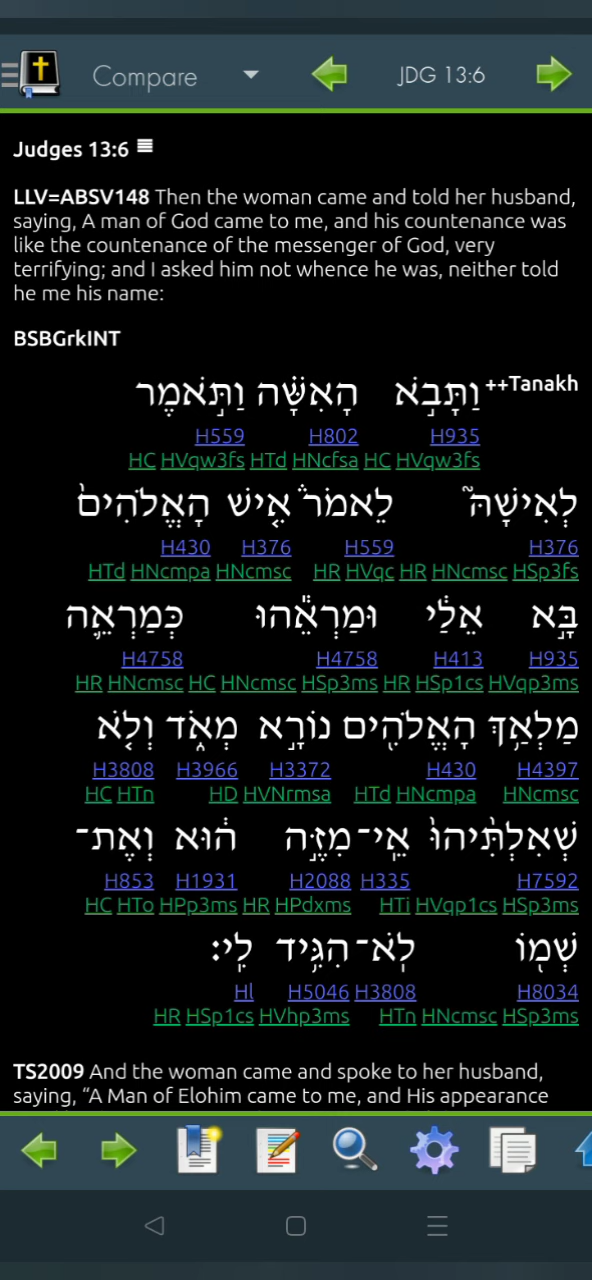 Compare
JDG 13:6
Judges 13:6
LLV=ABSV148 Then the woman came and told her husband,
saying, A man of God came to me, and his countenance was
like the countenance of the messenger of God, very
terrifying; and I asked him not whence he was, neither told
he me his name:
BSBGrkINT
++Tanakh וַתָּבֹ֣א הָאִשָּׁ֗ה וַתֹּ֣אמֶר
H559 H802 H935
HC HVqw3fs HTd HNcfsa HC HVqw3fs
לְאִישָׁהּ֮ לֵאמֹר֒ אִ֤ישׁ הָאֱלֹהִים֙
H430 H376 H559 H376
HTd HNcmpa HNcmsc HR HVqc HR HNcmsc HSp3fs
בָּ֣א אֵלַ֔י וּמַרְאֵ֕הוּ כְּמַרְאֵ֛ה
H4758 H4758 H413 H935
HR HNcmsc HC HNcmsc HSp3ms HR HSp1cs HVqp3ms
מַלְאַ֥ךְ הָאֱלֹהִ֖ים נוֹרָ֣א מְאֹ֑ד וְלֹ֤א
H3808 H3966 H3372 H430 H4397
HC HTn HD HVNrmsa HTd HNcmpa HNcmsc
שְׁאִלְתִּ֙יהוּ֙ אֵֽי־ מִזֶּ֣ה ה֔וּא וְאֶת־
H853 H1931 H2088 H335 H7592
HC HTo HPp3ms HR HPdxms HTi HVqp1cs HSp3ms
שְׁמ֖וֹ לֹֽא־ הִגִּ֥יד לִֽי׃
Hl H5046 H3808 H8034
HR HSp1cs HVhp3ms HTn HNcmsc HSp3ms
TS2009 And the woman came and spoke to her husband,
saying, “A Man of Elohim came to me, and His appearance